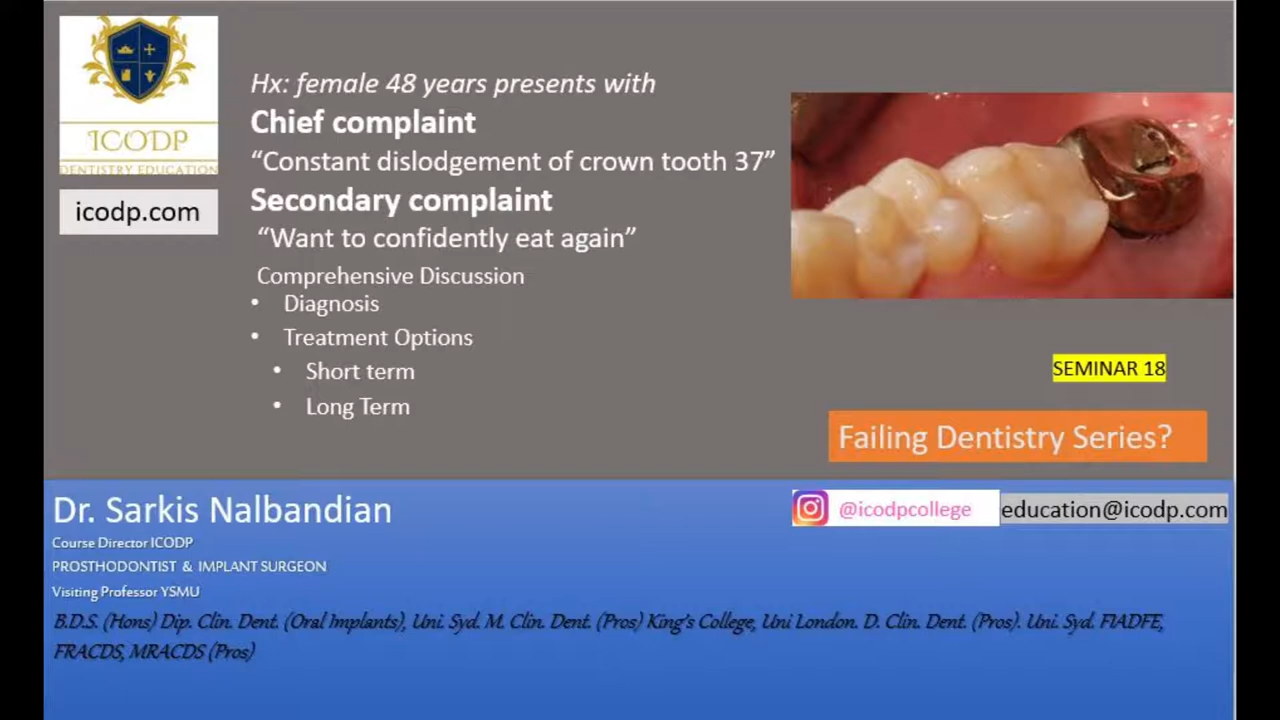 ICODP
DENTISTRY EDUCATION
icodp.com
Hx: female 48 years presents with
Chief complaint
“Constant dislodgement of crown tooth 37”
Secondary complaint
“Want to confidently eat again”
Comprehensive Discussion
• Diagnosis
• Treatment Options
• Short term
• Long Term
SEMINAR 18
Failing Dentistry Series?
Dr. Sarkis Nalbandian
@icodpcollege
education@icodp.com
Course Director ICODP
PROSTHODONTIST & IMPLANT SURGEON
Visiting Professor YSMU
B.D.S. (Hons) Dip. Clin. Dent. (Oral Implants), Uni. Syd. M. Clin. Dent. (Pros) King's College, Uni London. D. Clin. Dent. (Pros). Uni. Syd. FIADFE,
FRACDS, MRACDS (Pros)